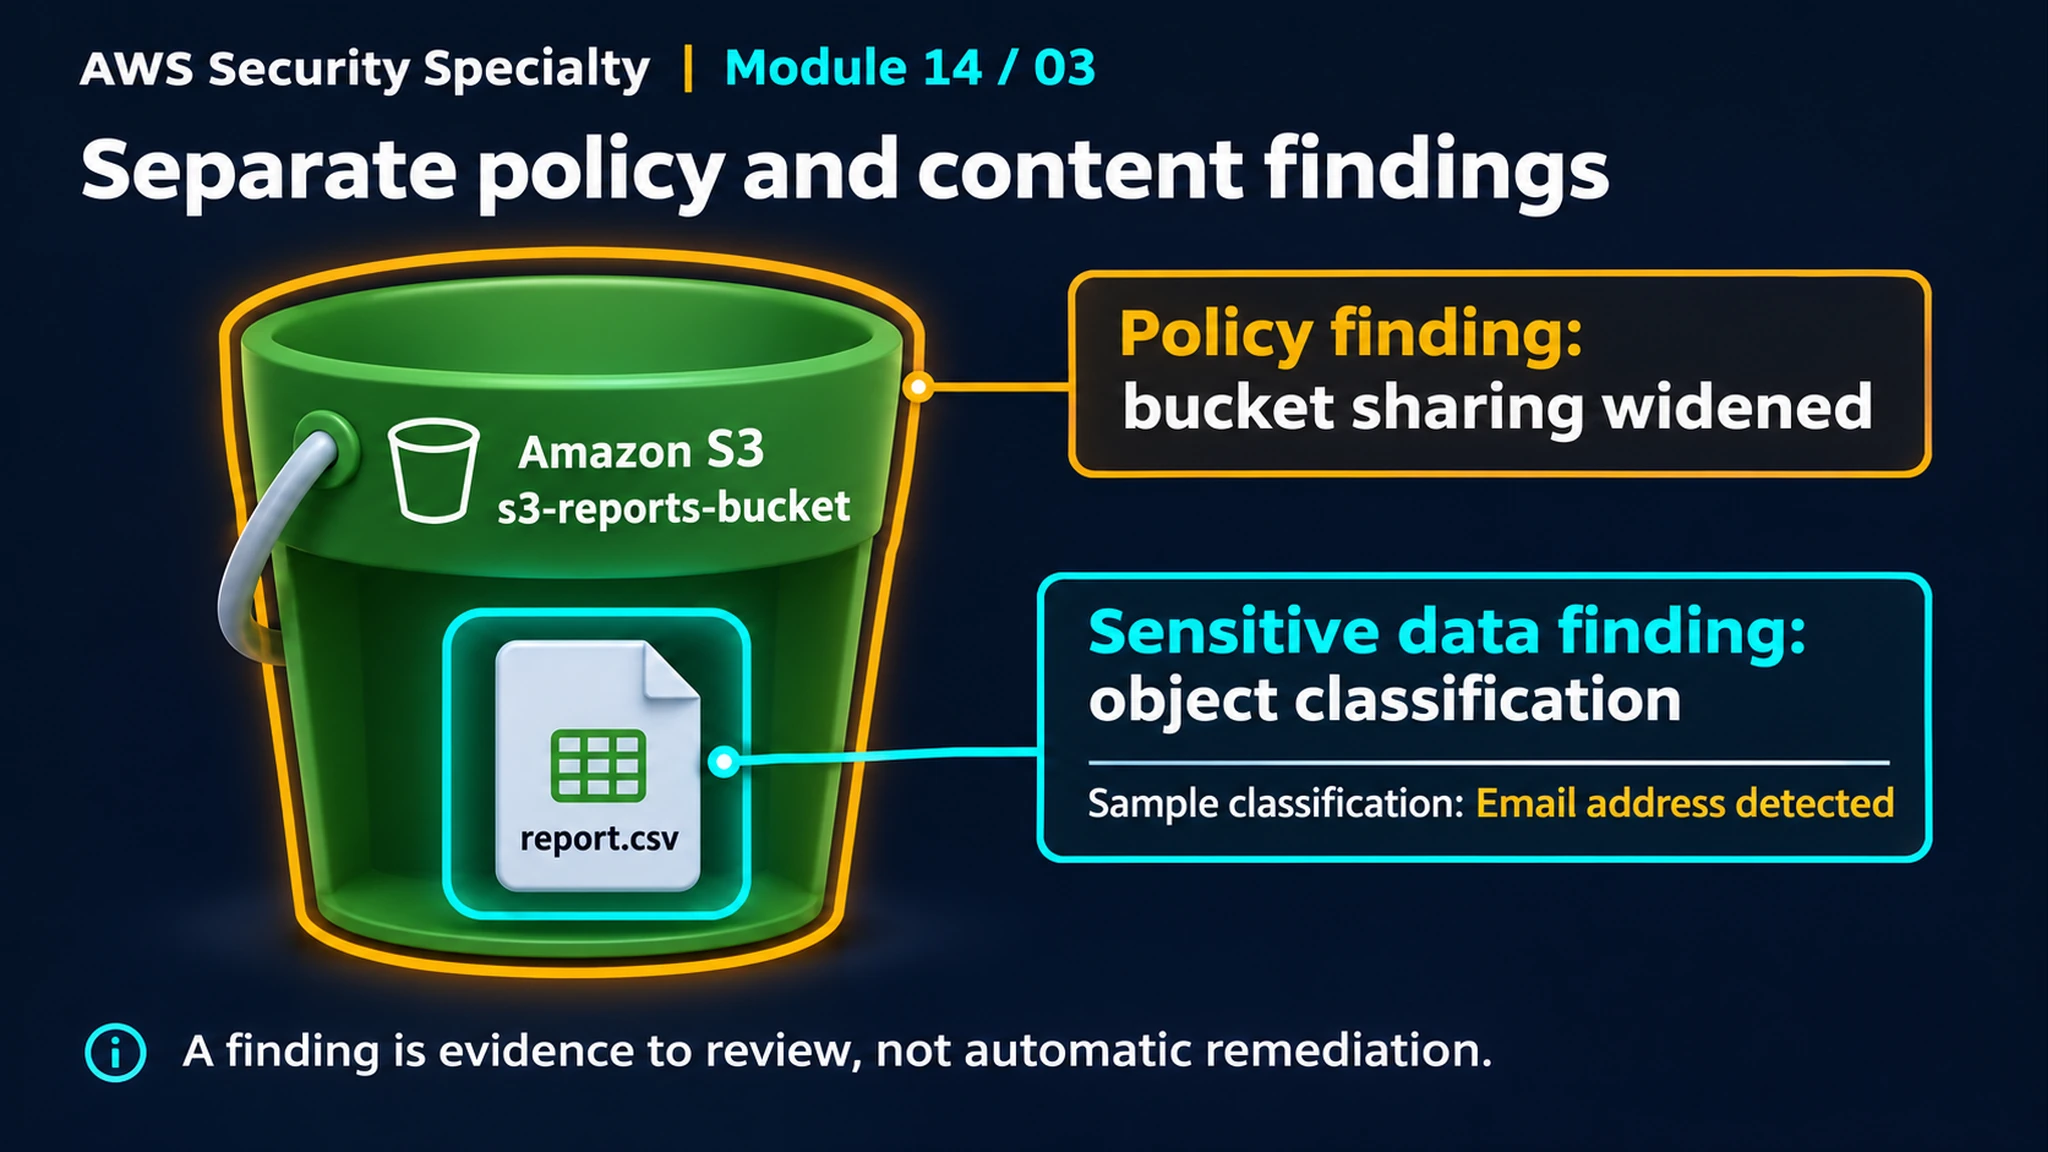 AWS Security Specialty | Module 14 / 03
Separate policy and content findings
Amazon S3
s3-reports-bucket
report.csv
Policy finding:
bucket sharing widened
Sensitive data finding:
object classification
Sample classification: Email address detected
A finding is evidence to review, not automatic remediation.